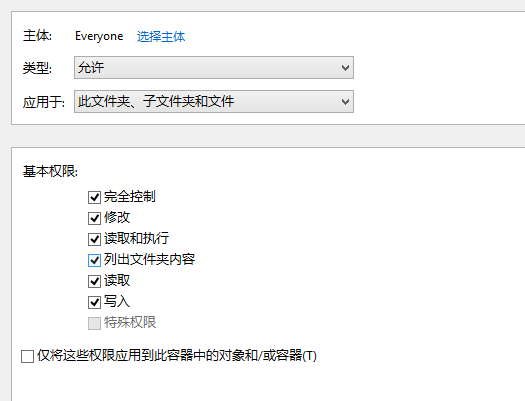 主体: Everyone 选择主体
类型: 允许
应用于: 此文件夹、子文件夹和文件
基本权限:
完全控制
修改
读取和执行
列出文件夹内容
读取
写入
特殊权限
仅将这些权限应用到此容器中的对象和/或容器(T)